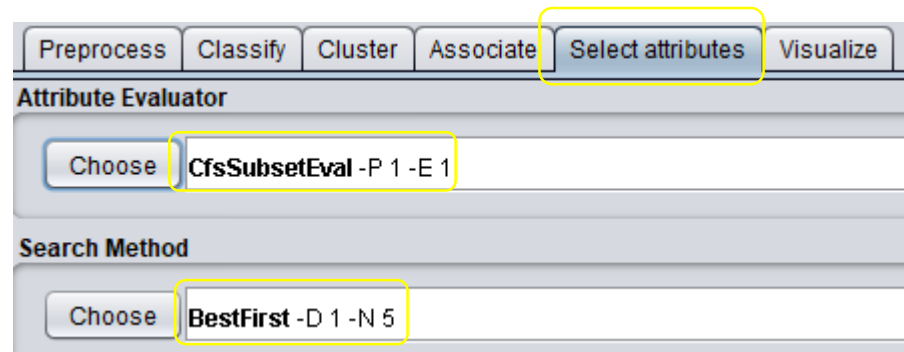 Preprocess Classify Cluster Associate Select attributes Visualize
Attribute Evaluator
Choose CfsSubsetEval -P 1 -E 1
Search Method
Choose BestFirst -D 1 -N 5